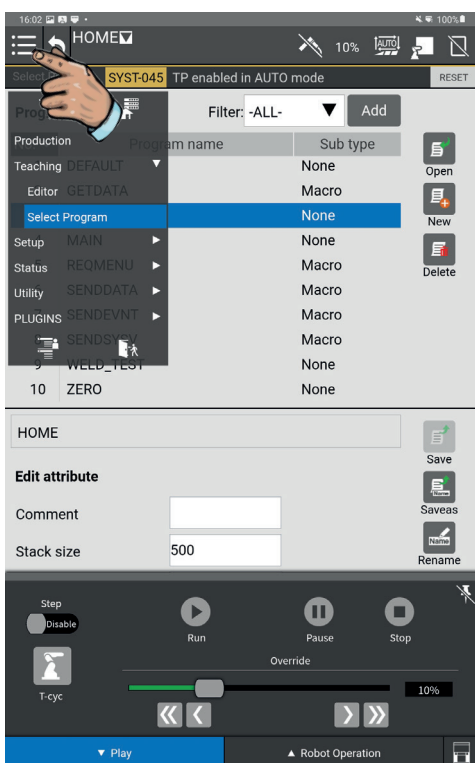 16:02 100%
HOME
10% AUTO
Select SYST-045 TP enabled in AUTO mode RESET
Prog Filter: -ALL- Add
Production
Program name Sub type
Teaching DEFAULT None
Open
Editor GETDATA Macro
Select Program None
New
Setup MAIN None
Status REQMENU Macro
Delete
Utility SENDDATA Macro
PLUGINS SENDEVNT Macro
8 SENDSYSV Macro
9 WELD_TEST None
10 ZERO None
HOME
Save
Edit attribute
Comment
Saveas
Stack size 500
Name
Rename
Step
Disable
Run Pause Stop
Override
T-cyc
10%
Play Robot Operation